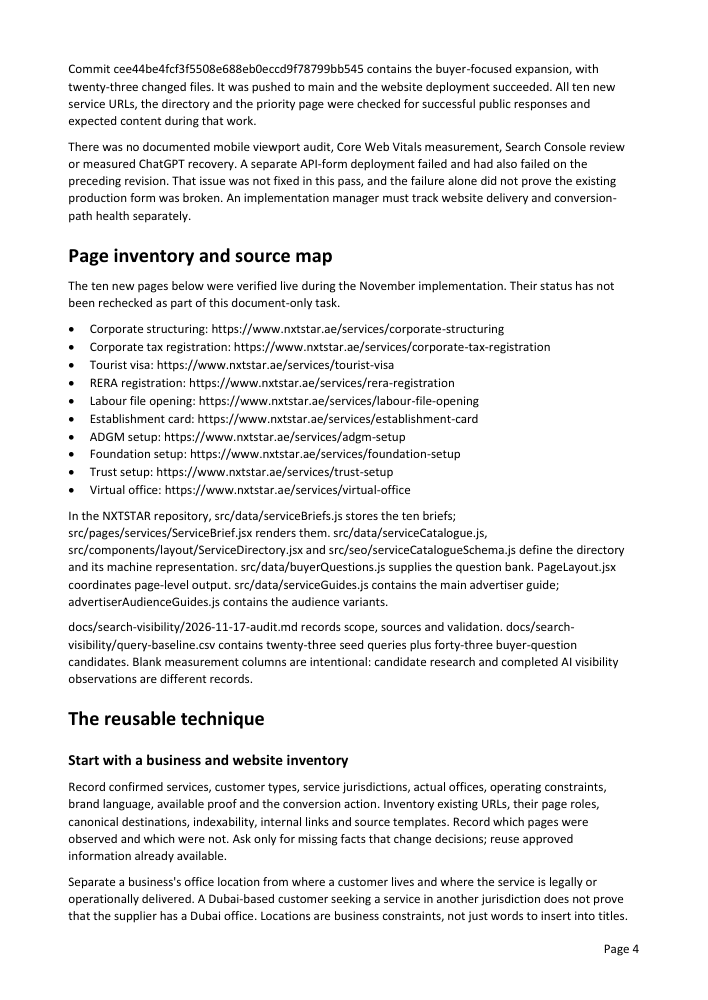 Commit cee44be4fcf3f5508e688eb0eccd9f78799bb545 contains the buyer-focused expansion, with
twenty-three changed files. It was pushed to main and the website deployment succeeded. All ten new
service URLs, the directory and the priority page were checked for successful public responses and
expected content during that work.
There was no documented mobile viewport audit, Core Web Vitals measurement, Search Console review
or measured ChatGPT recovery. A separate API-form deployment failed and had also failed on the
preceding revision. That issue was not fixed in this pass, and the failure alone did not prove the existing
production form was broken. An implementation manager must track website delivery and conversion-
path health separately.
Page inventory and source map
The ten new pages below were verified live during the November implementation. Their status has not
been rechecked as part of this document-only task.
• Corporate structuring: https://www.nxtstar.ae/services/corporate-structuring
• Corporate tax registration: https://www.nxtstar.ae/services/corporate-tax-registration
• Tourist visa: https://www.nxtstar.ae/services/tourist-visa
• RERA registration: https://www.nxtstar.ae/services/rera-registration
• Labour file opening: https://www.nxtstar.ae/services/labour-file-opening
• Establishment card: https://www.nxtstar.ae/services/establishment-card
• ADGM setup: https://www.nxtstar.ae/services/adgm-setup
• Foundation setup: https://www.nxtstar.ae/services/foundation-setup
• Trust setup: https://www.nxtstar.ae/services/trust-setup
• Virtual office: https://www.nxtstar.ae/services/virtual-office
In the NXTSTAR repository, src/data/serviceBriefs.js stores the ten briefs;
src/pages/services/ServiceBrief.jsx renders them. src/data/serviceCatalogue.js,
src/components/layout/ServiceDirectory.jsx and src/seo/serviceCatalogueSchema.js define the directory
and its machine representation. src/data/buyerQuestions.js supplies the question bank. PageLayout.jsx
coordinates page-level output. src/data/serviceGuides.js contains the main advertiser guide;
advertiserAudienceGuides.js contains the audience variants.
docs/search-visibility/2026-11-17-audit.md records scope, sources and validation. docs/search-
visibility/query-baseline.csv contains twenty-three seed queries plus forty-three buyer-question
candidates. Blank measurement columns are intentional: candidate research and completed AI visibility
observations are different records.
The reusable technique
Start with a business and website inventory
Record confirmed services, customer types, service jurisdictions, actual offices, operating constraints,
brand language, available proof and the conversion action. Inventory existing URLs, their page roles,
canonical destinations, indexability, internal links and source templates. Record which pages were
observed and which were not. Ask only for missing facts that change decisions; reuse approved
information already available.
Separate a business's office location from where a customer lives and where the service is legally or
operationally delivered. A Dubai-based customer seeking a service in another jurisdiction does not prove
that the supplier has a Dubai office. Locations are business constraints, not just words to insert into titles.
Page 4